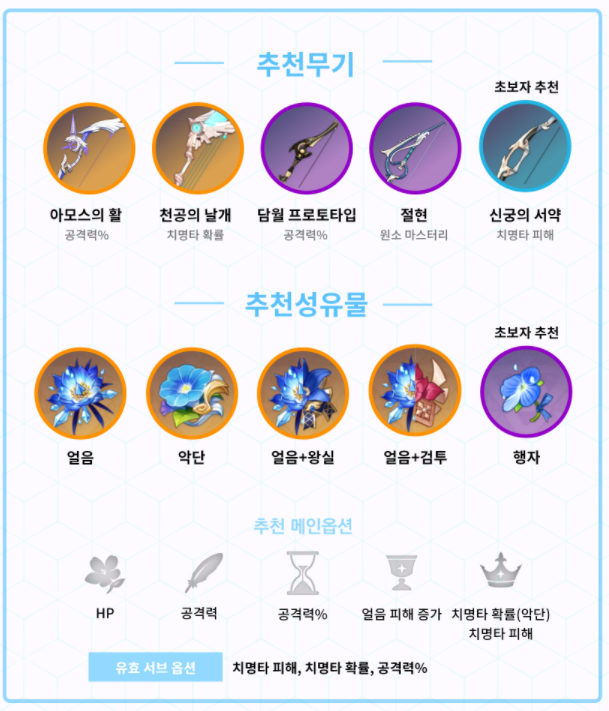 추천무기
초보자 추천
아모스의 활 천공의 날개 담월 프로토타입 절현 신궁의 서약
공격력% 치명타 확률 공격력% 원소 마스터리 치명타 피해
추천성유물
초보자 추천
얼음 악단 얼음+왕실 얼음+검투 행자
추천 메인옵션
HP 공격력 공격력% 얼음 피해 증가 치명타 확률(악단)
치명타 피해
유효 서브 옵션 치명타 피해, 치명타 확률, 공격력%